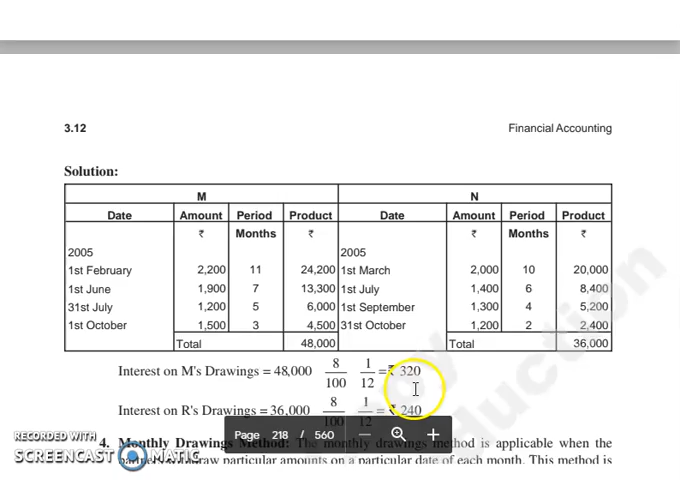 3.12 Financial Accounting
Solution:
M N
Date Amount Period Product Date Amount Period Product
₹ Months ₹ ₹ Months ₹
2005 2005
1st February 2,200 11 24,200 1st March 2,000 10 20,000
1st June 1,900 7 13,300 1st July 1,400 6 8,400
31st July 1,200 5 6,000 1st September 1,300 4 5,200
1st October 1,500 3 4,500 31st October 1,200 2 2,400
Total 48,000 Total 36,000
Interest on M's Drawings = 48,000 8/100 1/12 = ₹ 320
Interest on R's Drawings = 36,000 8/100 1/12 = ₹ 240
Page 218 / 560
4. Monthly Drawings Method: The monthly drawings method is applicable when the
partners withdraw particular amounts on a particular date of each month. This method is
RECORDED WITH
SCREENCAST MATIC